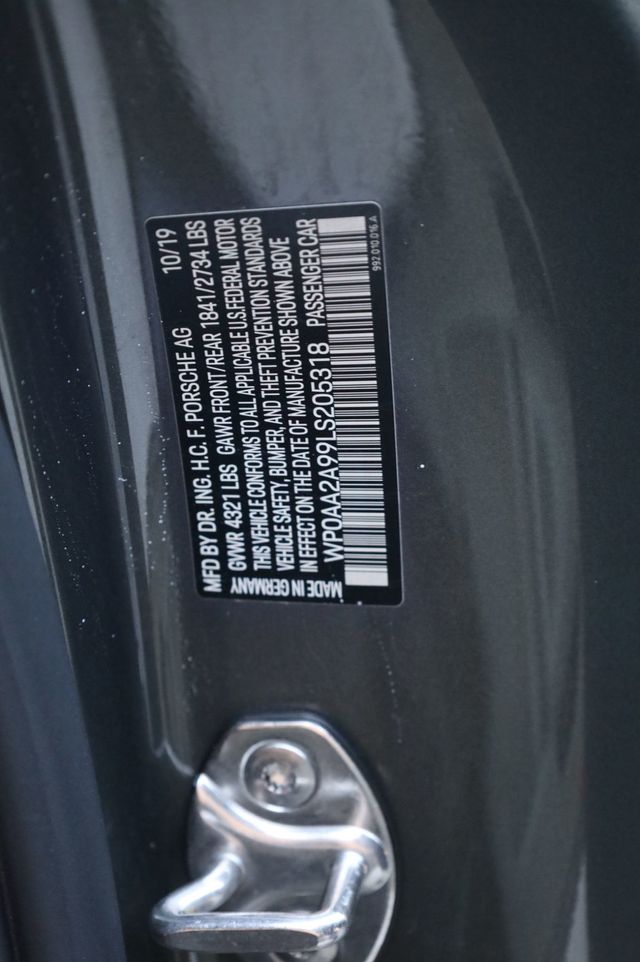 MFD BY DR. ING. H.C. F. PORSCHE AG 10/19
GVWR 4321 LBS GAWR FRONT/REAR 1841/2734 LBS
THIS VEHICLE CONFORMS TO ALL APPLICABLE U.S.FEDERAL MOTOR
VEHICLE SAFETY, BUMPER, AND THEFT PREVENTION STANDARDS
IN EFFECT ON THE DATE OF MANUFACTURE SHOWN ABOVE
WP0AA2A99LS205318 PASSENGER CAR
MADE IN GERMANY
992.010.016.A